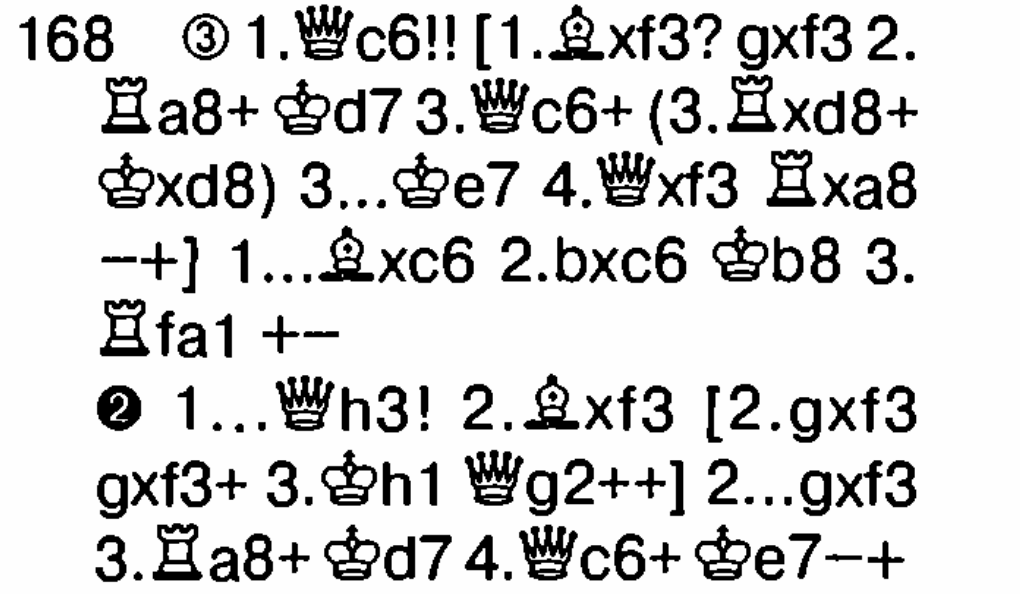 168 ③ 1.♕c6!! [1.♗xf3? gxf3 2.
♖a8+ ♔d7 3.♕c6+ (3.♖xd8+
♔xd8) 3...♔e7 4.♕xf3 ♖xa8
−+] 1...♗xc6 2.bxc6 ♔b8 3.
♖fa1 +−
❷ 1...♕h3! 2.♗xf3 [2.gxf3
gxf3+ 3.♔h1 ♕g2++] 2...gxf3
3.♖a8+ ♔d7 4.♕c6+ ♔e7−+